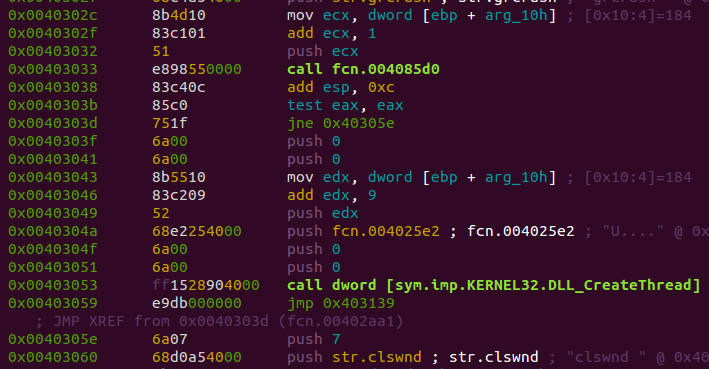 0x0040302c 8b4d10 mov ecx, dword [ebp + arg_10h] ; [0x10:4]=184
0x0040302f 83c101 add ecx, 1
0x00403032 51 push ecx
0x00403033 e898550000 call fcn.004085d0
0x00403038 83c40c add esp, 0xc
0x0040303b 85c0 test eax, eax
0x0040303d 751f jne 0x40305e
0x0040303f 6a00 push 0
0x00403041 6a00 push 0
0x00403043 8b5510 mov edx, dword [ebp + arg_10h] ; [0x10:4]=184
0x00403046 83c209 add edx, 9
0x00403049 52 push edx
0x0040304a 68e2254000 push fcn.004025e2 ; fcn.004025e2 ; "U...." @ 0x
0x0040304f 6a00 push 0
0x00403051 6a00 push 0
0x00403053 ff1528904000 call dword [sym.imp.KERNEL32.DLL_CreateThread]
0x00403059 e9db000000 jmp 0x403139
; JMP XREF from 0x0040303d (fcn.00402aa1)
0x0040305e 6a07 push 7
0x00403060 68d0a54000 push str.clswnd ; str.clswnd ; "clswnd " @ 0x40